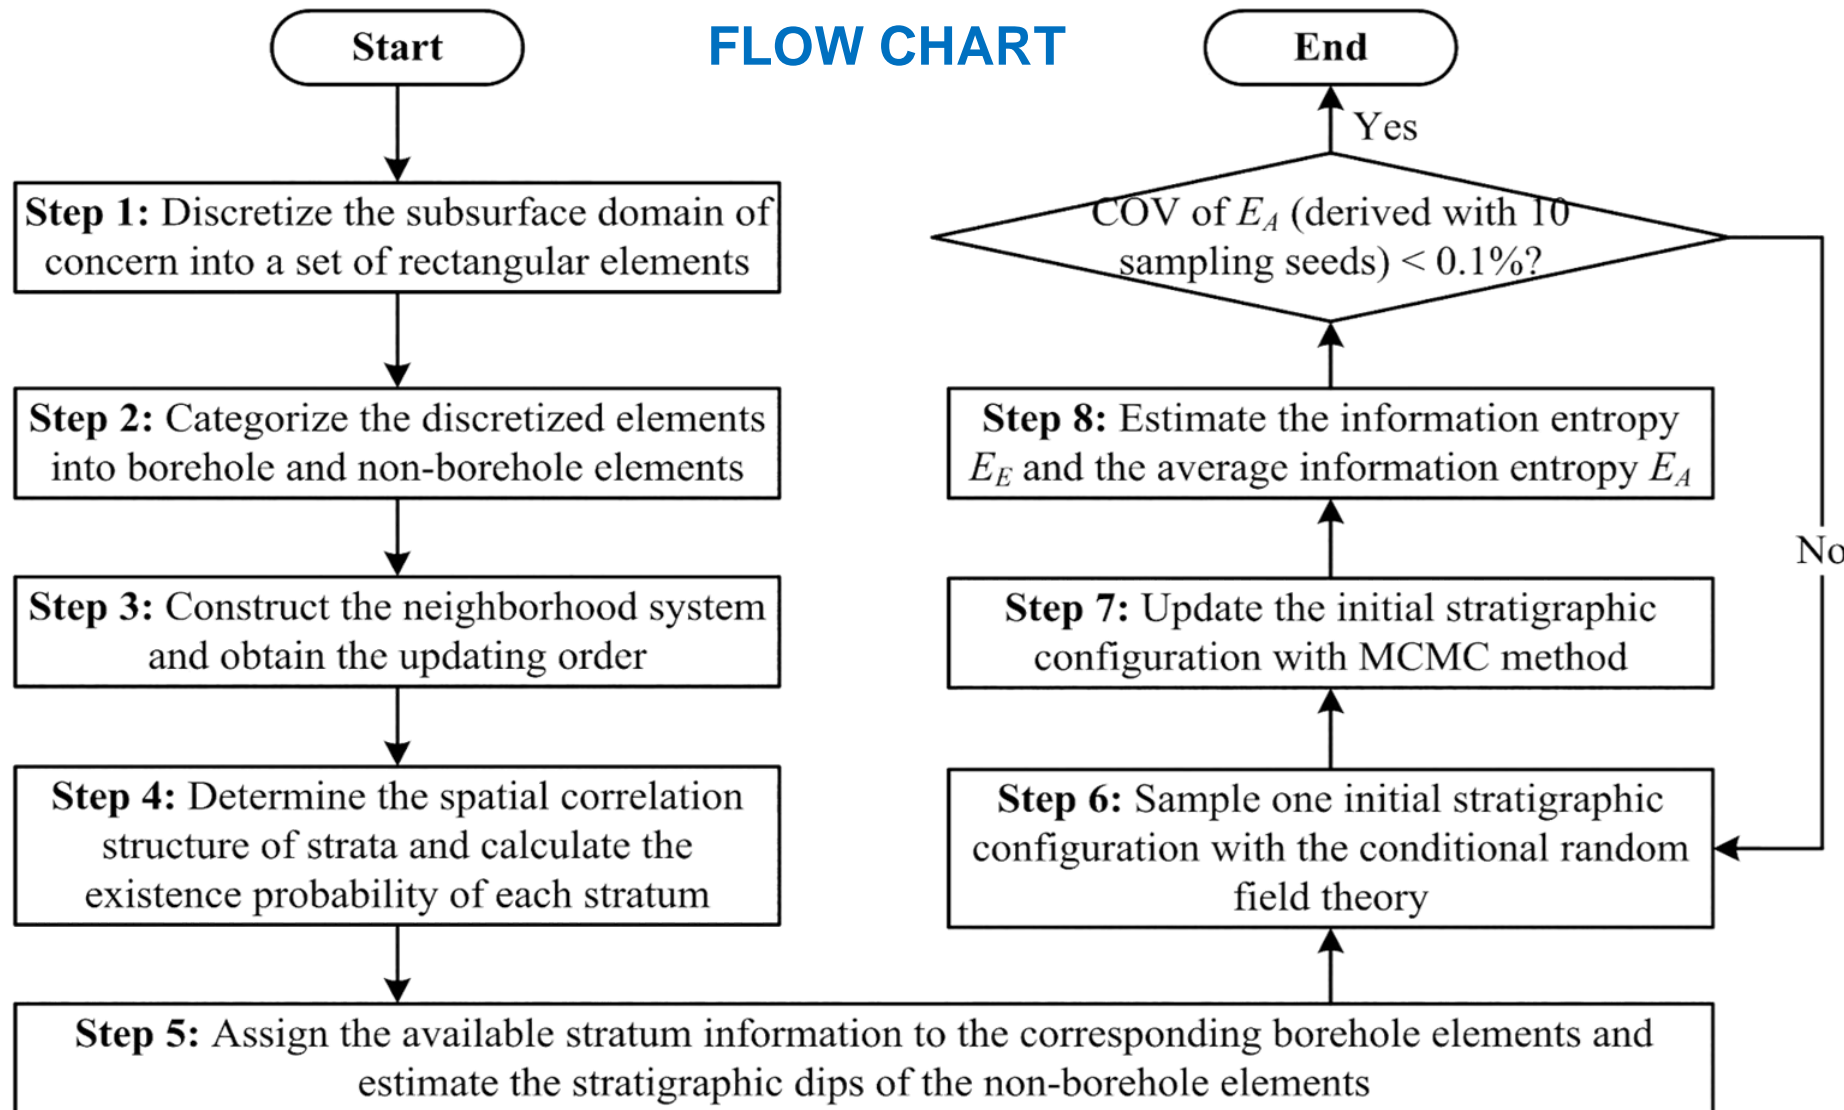 FLOW CHART
Start
Step 1: Discretize the subsurface domain of
concern into a set of rectangular elements
Step 2: Categorize the discretized elements
into borehole and non-borehole elements
Step 3: Construct the neighborhood system
and obtain the updating order
Step 4: Determine the spatial correlation
structure of strata and calculate the
existence probability of each stratum
Step 5: Assign the available stratum information to the corresponding borehole elements and
estimate the stratigraphic dips of the non-borehole elements
Step 6: Sample one initial stratigraphic
configuration with the conditional random
field theory
Step 7: Update the initial stratigraphic
configuration with MCMC method
Step 8: Estimate the information entropy
E_E and the average information entropy E_A
COV of E_A (derived with 10
sampling seeds) < 0.1%?
No
Yes
End